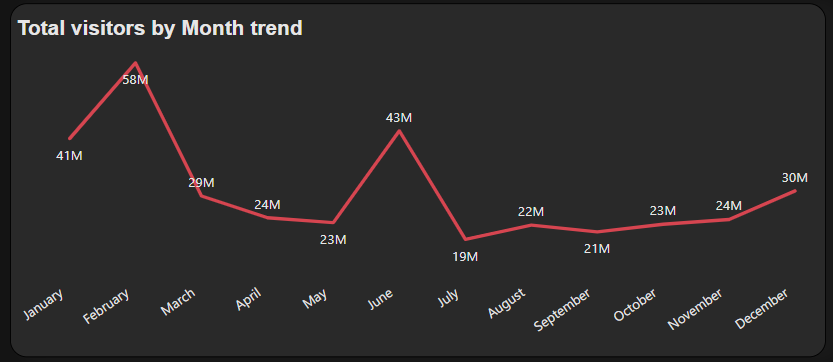 Total visitors by Month trend
41M
58M
29M
24M
23M
43M
19M
22M
21M
23M
24M
30M
January
February
March
April
May
June
July
August
September
October
November
December